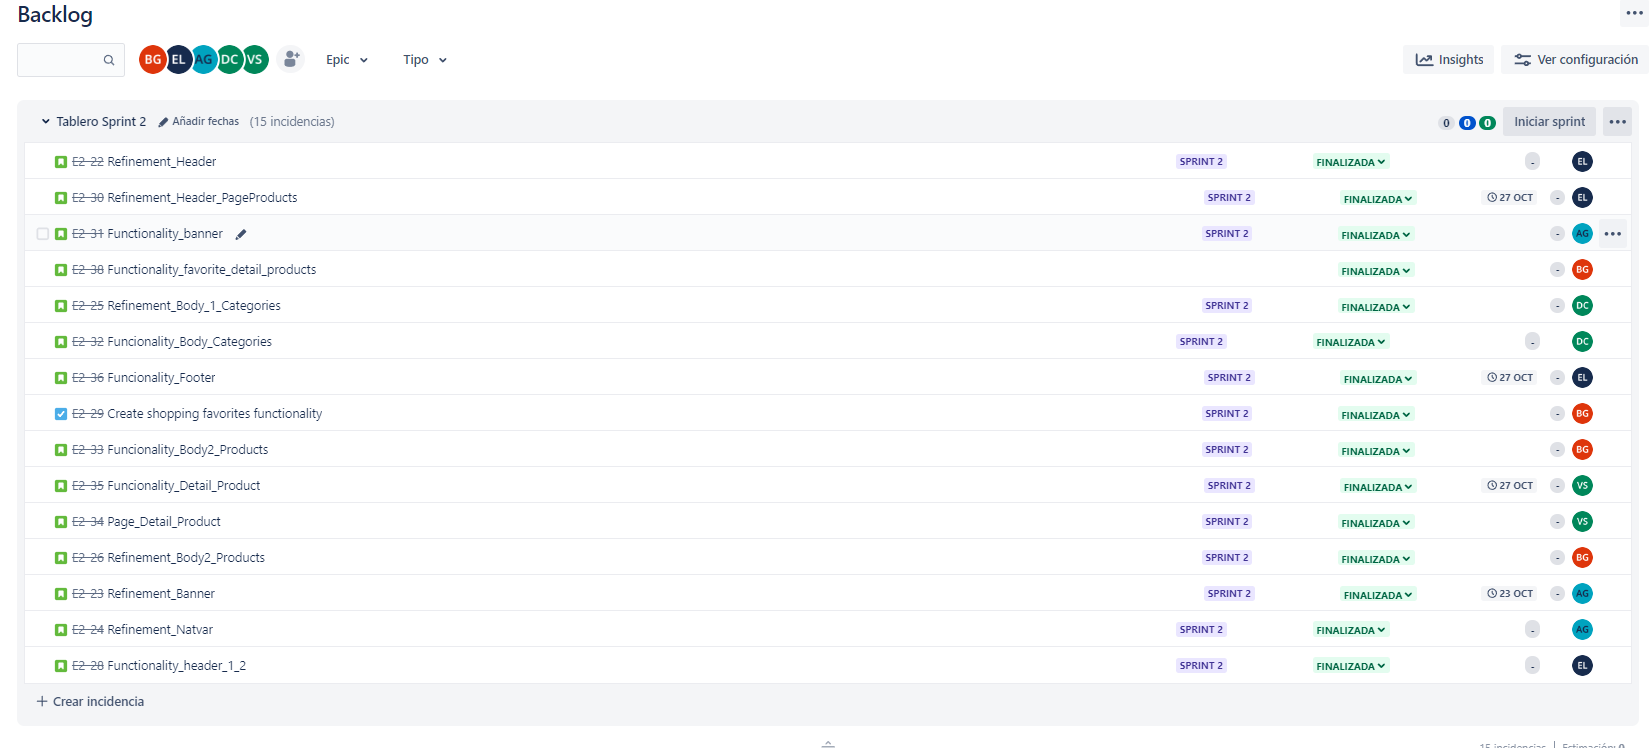 Backlog
BG EL AG DC VS Epic Tipo Insights Ver configuración
Tablero Sprint 2 Añadir fechas (15 incidencias) 0 0 0 Iniciar sprint
E2-22 Refinement_Header SPRINT 2 FINALIZADA - EL
E2-30 Refinement_Header_PageProducts SPRINT 2 FINALIZADA 27 OCT - EL
E2-31 Functionality_banner SPRINT 2 FINALIZADA - AG
E2-38 Functionality_favorite_detail_products FINALIZADA - BG
E2-25 Refinement_Body_1_Categories SPRINT 2 FINALIZADA - DC
E2-32 Funcionality_Body_Categories SPRINT 2 FINALIZADA - DC
E2-36 Funcionality_Footer SPRINT 2 FINALIZADA 27 OCT - EL
E2-29 Create shopping favorites functionality SPRINT 2 FINALIZADA - BG
E2-33 Funcionality_Body2_Products SPRINT 2 FINALIZADA - BG
E2-35 Funcionality_Detail_Product SPRINT 2 FINALIZADA 27 OCT - VS
E2-34 Page_Detail_Product SPRINT 2 FINALIZADA - VS
E2-26 Refinement_Body2_Products SPRINT 2 FINALIZADA - BG
E2-23 Refinement_Banner SPRINT 2 FINALIZADA 23 OCT - AG
E2-24 Refinement_Natvar SPRINT 2 FINALIZADA - AG
E2-28 Functionality_header_1_2 SPRINT 2 FINALIZADA - EL
+ Crear incidencia
15 incidencias | Estimación: 0